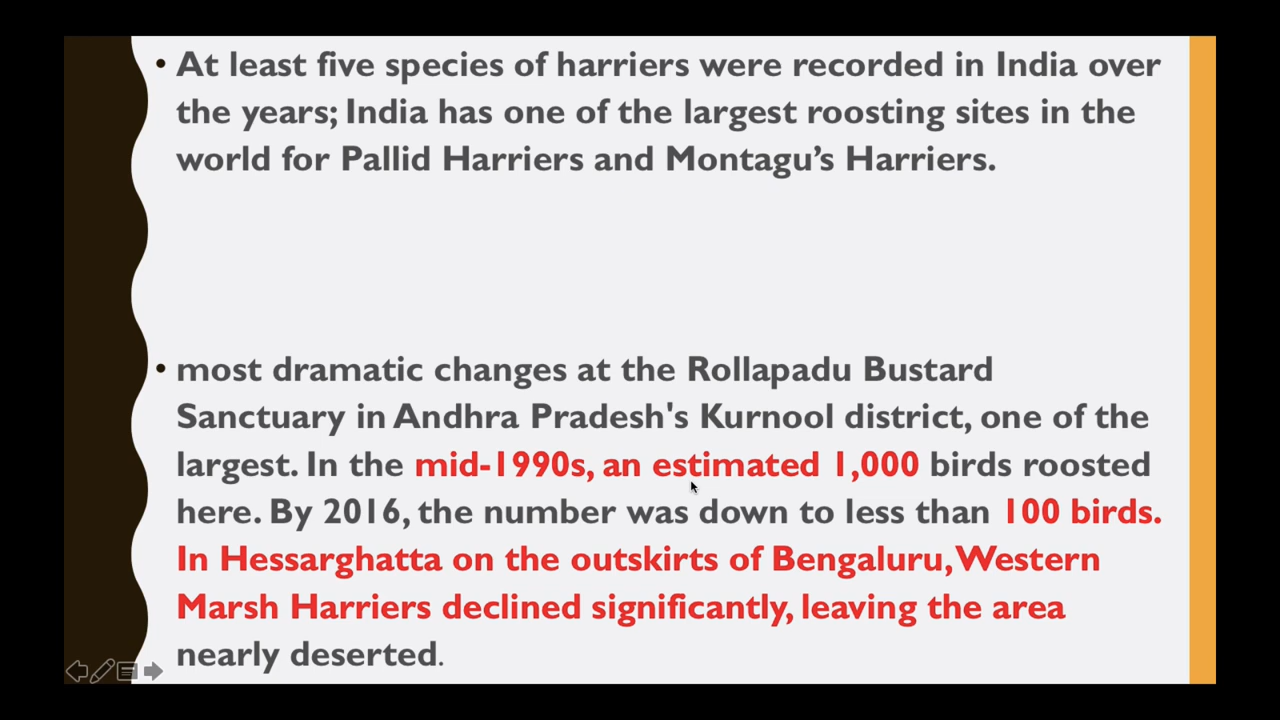 • At least five species of harriers were recorded in India over
the years; India has one of the largest roosting sites in the
world for Pallid Harriers and Montagu’s Harriers.
• most dramatic changes at the Rollapadu Bustard
Sanctuary in Andhra Pradesh's Kurnool district, one of the
largest. In the mid-1990s, an estimated 1,000 birds roosted
here. By 2016, the number was down to less than 100 birds.
In Hessarghatta on the outskirts of Bengaluru, Western
Marsh Harriers declined significantly, leaving the area
nearly deserted.